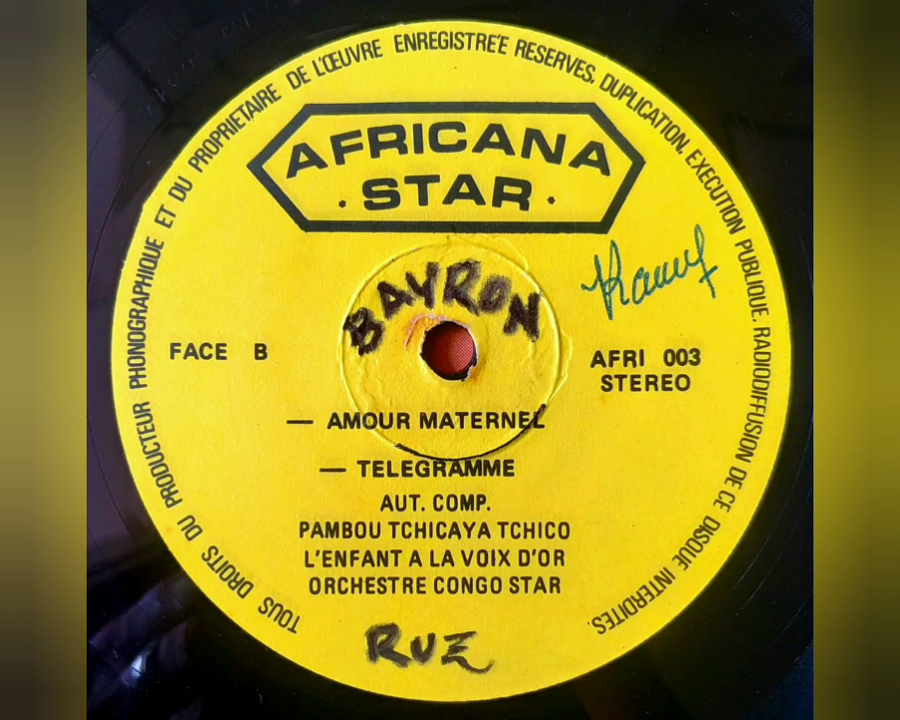 TOUS DROITS DU PRODUCTEUR PHONOGRAPHIQUE ET DU PROPRIETAIRE DE L'ŒUVRE ENREGISTREÉ RESERVES. DUPLICATION. EXECUTION PUBLIQUE. RADIODIFFUSION DE CE DISQUE INTERDITES.
AFRICANA
· STAR ·
BAYRON
FACE B
AFRI 003
STEREO
— AMOUR MATERNEL
— TELEGRAMME
AUT. COMP.
PAMBOU TCHICAYA TCHICO
L'ENFANT A LA VOIX D'OR
ORCHESTRE CONGO STAR
RUE